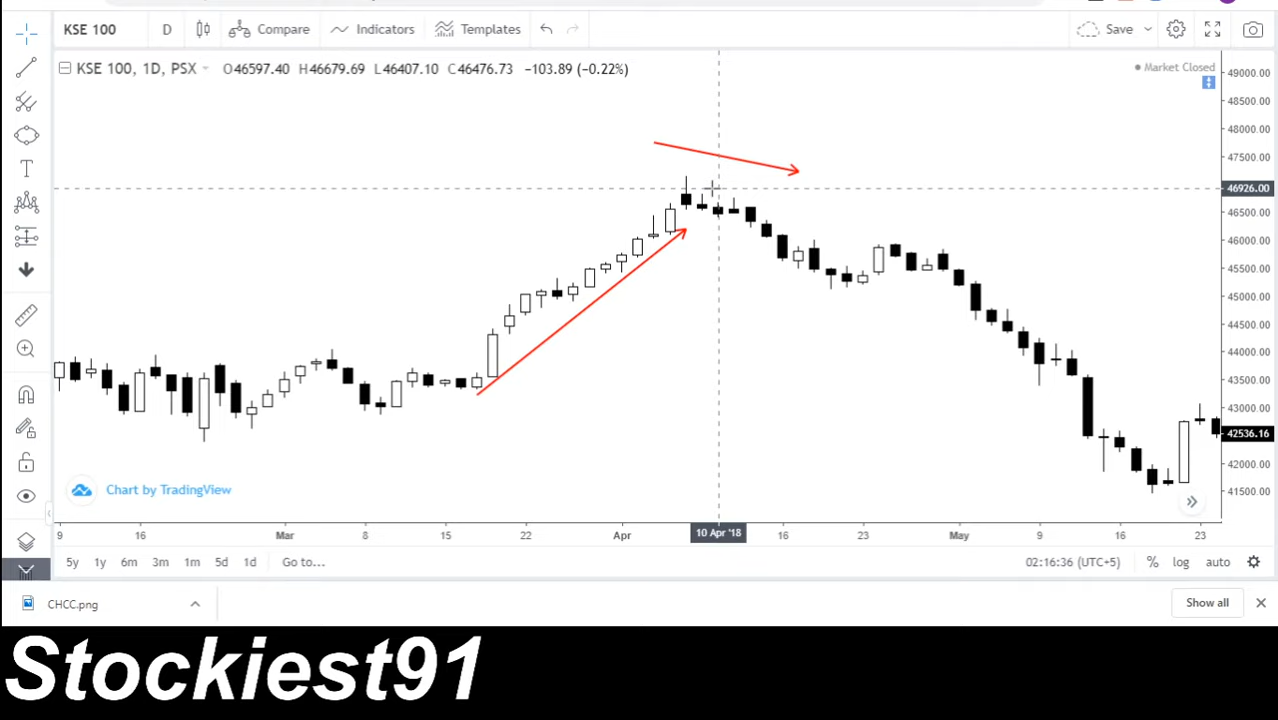 KSE 100 D Compare Indicators Templates Save
KSE 100, 1D, PSX O46597.40 H46679.69 L46407.10 C46476.73 −103.89 (−0.22%)
Market Closed
49000.00
48500.00
48000.00
47500.00
46926.00
46500.00
46000.00
45500.00
45000.00
44500.00
44000.00
43500.00
43000.00
42536.16
42000.00
41500.00
Chart by TradingView
9 16 Mar 8 15 22 Apr 10 Apr '18 16 23 May 9 16 23
5y 1y 6m 3m 1m 5d 1d Go to... 02:16:36 (UTC+5) % log auto
CHCC.png Show all
Stockiest91